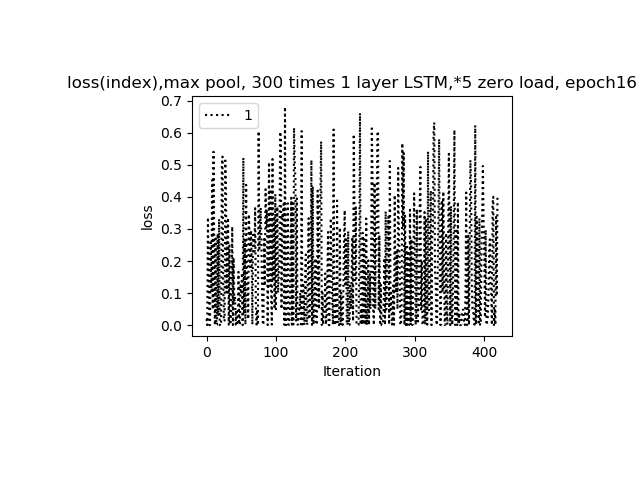 loss(index),max pool, 300 times 1 layer LSTM,*5 zero load, epoch16
0.7
0.6
0.5
0.4
0.3
0.2
0.1
0.0
loss
1
0 100 200 300 400
Iteration